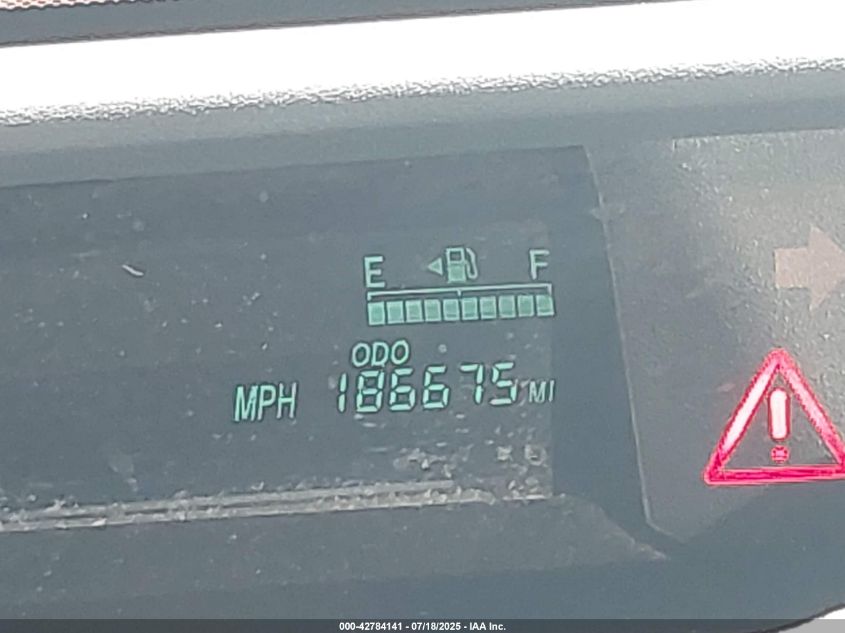 E F
ODO
MPH 186675 MI
000-42784141 - 07/18/2025 - IAA Inc.